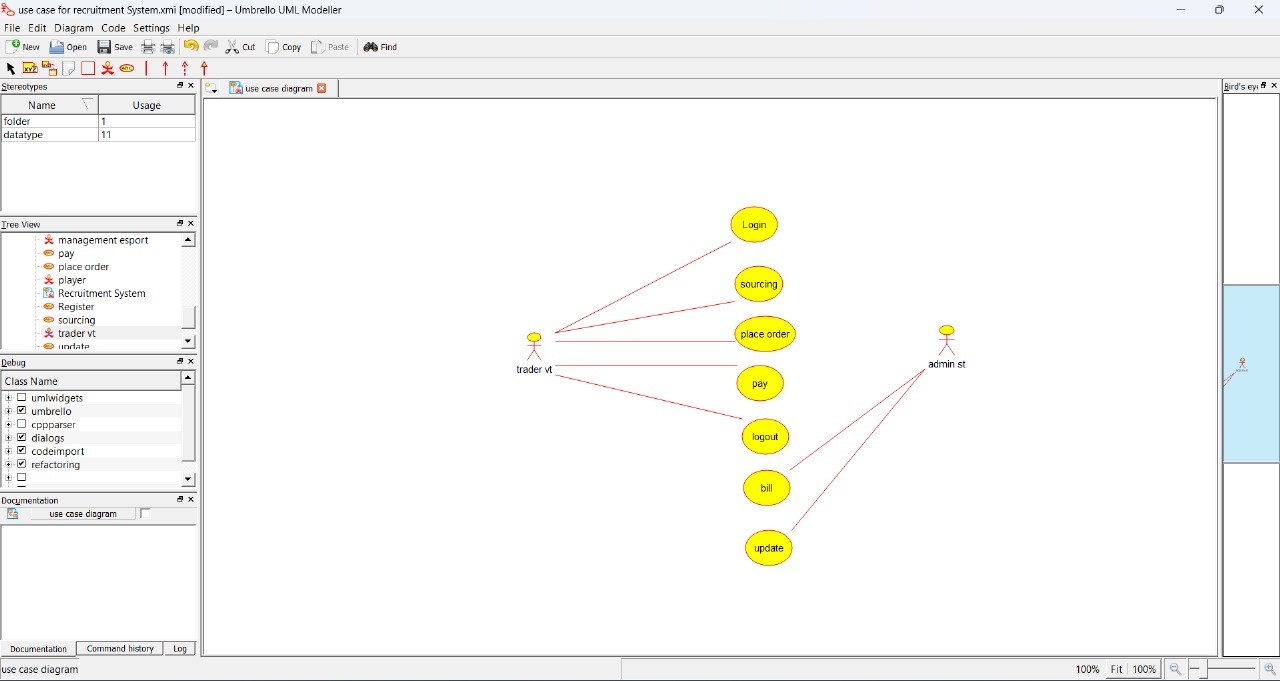 use case for recruitment System.xmi [modified] – Umbrello UML Modeller
File Edit Diagram Code Settings Help
New Open Save Cut Copy Paste Find
Stereotypes
Name Usage
folder 1
datatype 11
Tree View
management esport
pay
place order
player
Recruitment System
Register
sourcing
trader vt
update
Debug
Class Name
umlwidgets
umbrello
cppparser
dialogs
codeimport
refactoring
Documentation
use case diagram
Documentation Command history Log
use case diagram
use case diagram
Login
sourcing
place order
pay
logout
bill
update
trader vt
admin st
Bird's ey
100% Fit 100%